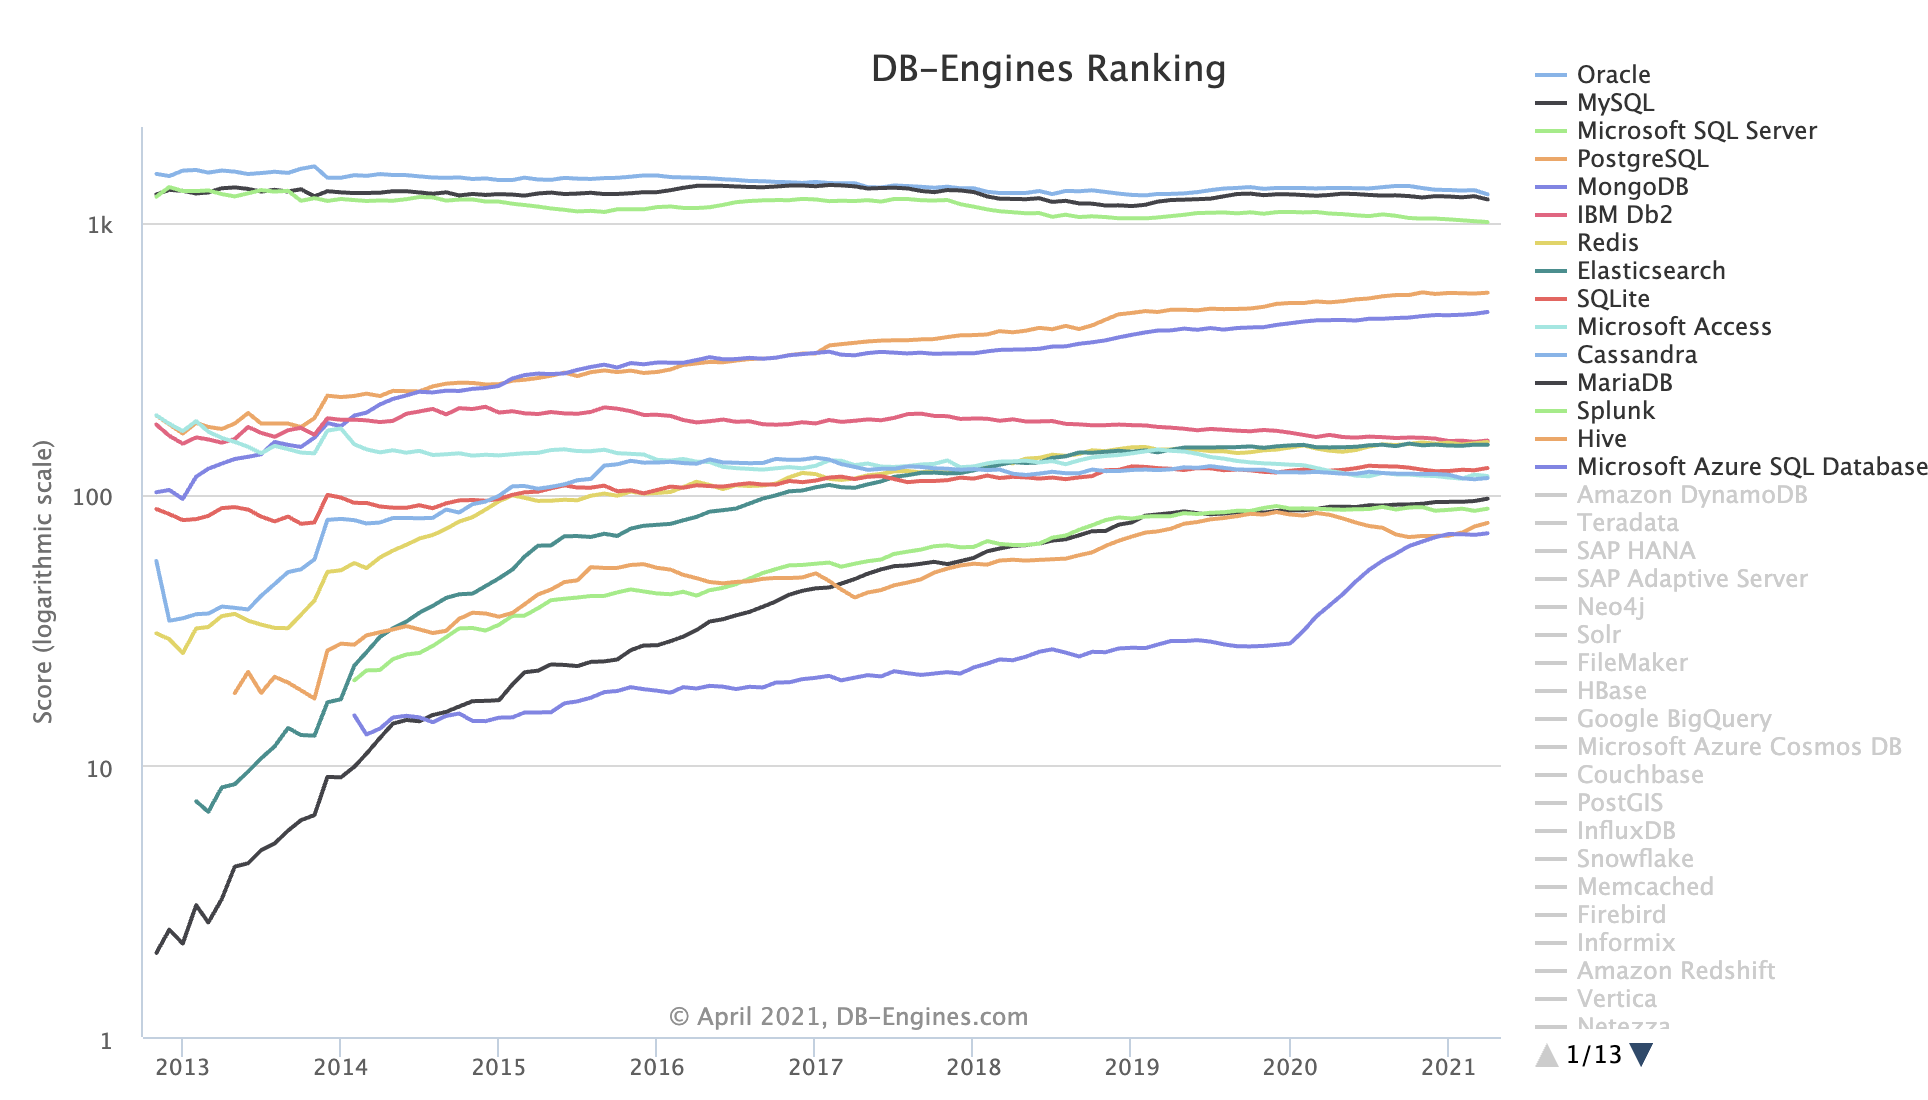 DB-Engines Ranking
Score (logarithmic scale)
1k
100
10
1
2013 2014 2015 2016 2017 2018 2019 2020 2021
© April 2021, DB-Engines.com
Oracle
MySQL
Microsoft SQL Server
PostgreSQL
MongoDB
IBM Db2
Redis
Elasticsearch
SQLite
Microsoft Access
Cassandra
MariaDB
Splunk
Hive
Microsoft Azure SQL Database
Amazon DynamoDB
Teradata
SAP HANA
SAP Adaptive Server
Neo4j
Solr
FileMaker
HBase
Google BigQuery
Microsoft Azure Cosmos DB
Couchbase
PostGIS
InfluxDB
Snowflake
Memcached
Firebird
Informix
Amazon Redshift
Vertica
Netezza
1/13